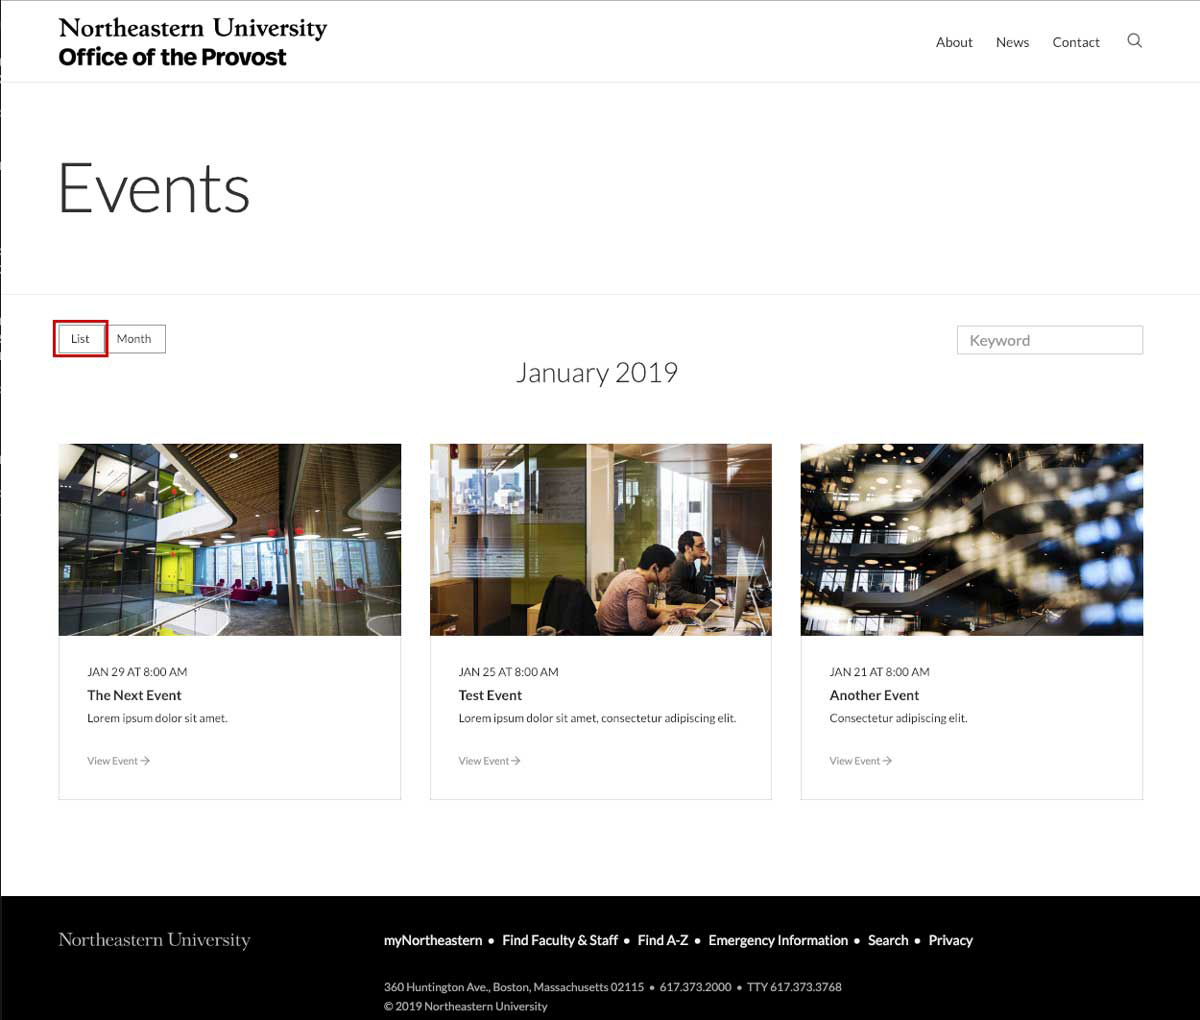 Northeastern University
Office of the Provost
About News Contact
Events
List Month
Keyword
January 2019
JAN 29 AT 8:00 AM
The Next Event
Lorem ipsum dolor sit amet.
View Event →
JAN 25 AT 8:00 AM
Test Event
Lorem ipsum dolor sit amet, consectetur adipiscing elit.
View Event →
JAN 21 AT 8:00 AM
Another Event
Consectetur adipiscing elit.
View Event →
Northeastern University
myNortheastern • Find Faculty & Staff • Find A-Z • Emergency Information • Search • Privacy
360 Huntington Ave., Boston, Massachusetts 02115 • 617.373.2000 • TTY 617.373.3768
© 2019 Northeastern University